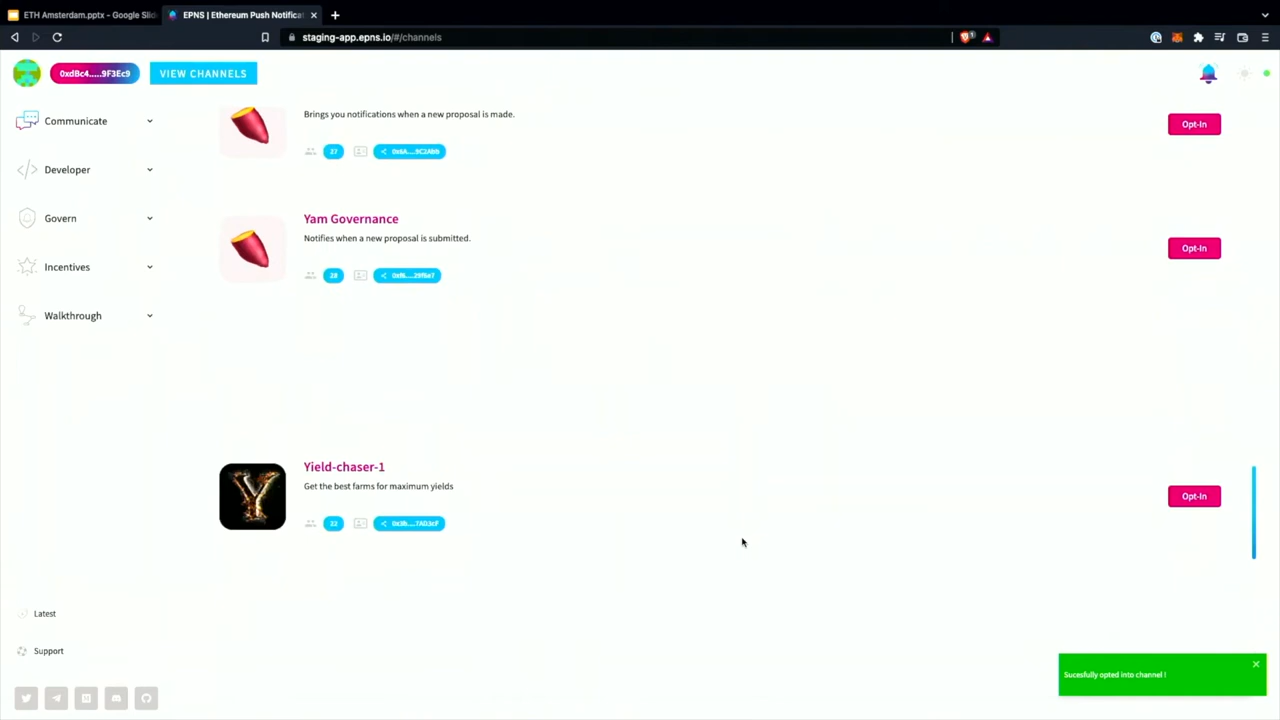 ETH Amsterdam.pptx - Google Slid
EPNS | Ethereum Push Notificat
staging-app.epns.io/#/channels
0xdBc4.....9F3Ec9
VIEW CHANNELS
Communicate
Developer
Govern
Incentives
Walkthrough
Brings you notifications when a new proposal is made.
27
Opt-In
Yam Governance
Notifies when a new proposal is submitted.
28
Opt-In
Yield-chaser-1
Get the best farms for maximum yields
Opt-In
Latest
Support
Sucesfully opted into channel !